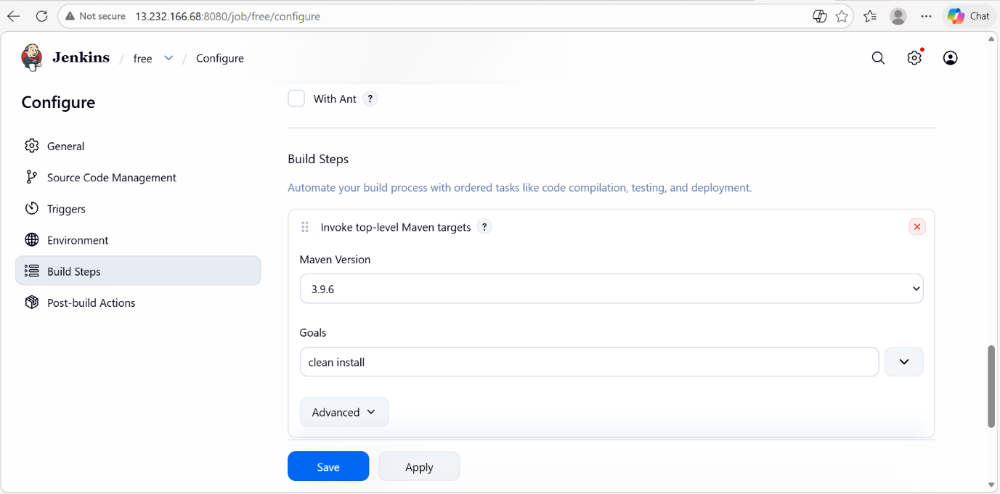 Not secure 13.232.166.68:8080/job/free/configure Chat
Jenkins / free / Configure
Configure
General
Source Code Management
Triggers
Environment
Build Steps
Post-build Actions
With Ant ?
Build Steps
Automate your build process with ordered tasks like code compilation, testing, and deployment.
Invoke top-level Maven targets ?
Maven Version
3.9.6
Goals
clean install
Advanced
Save Apply